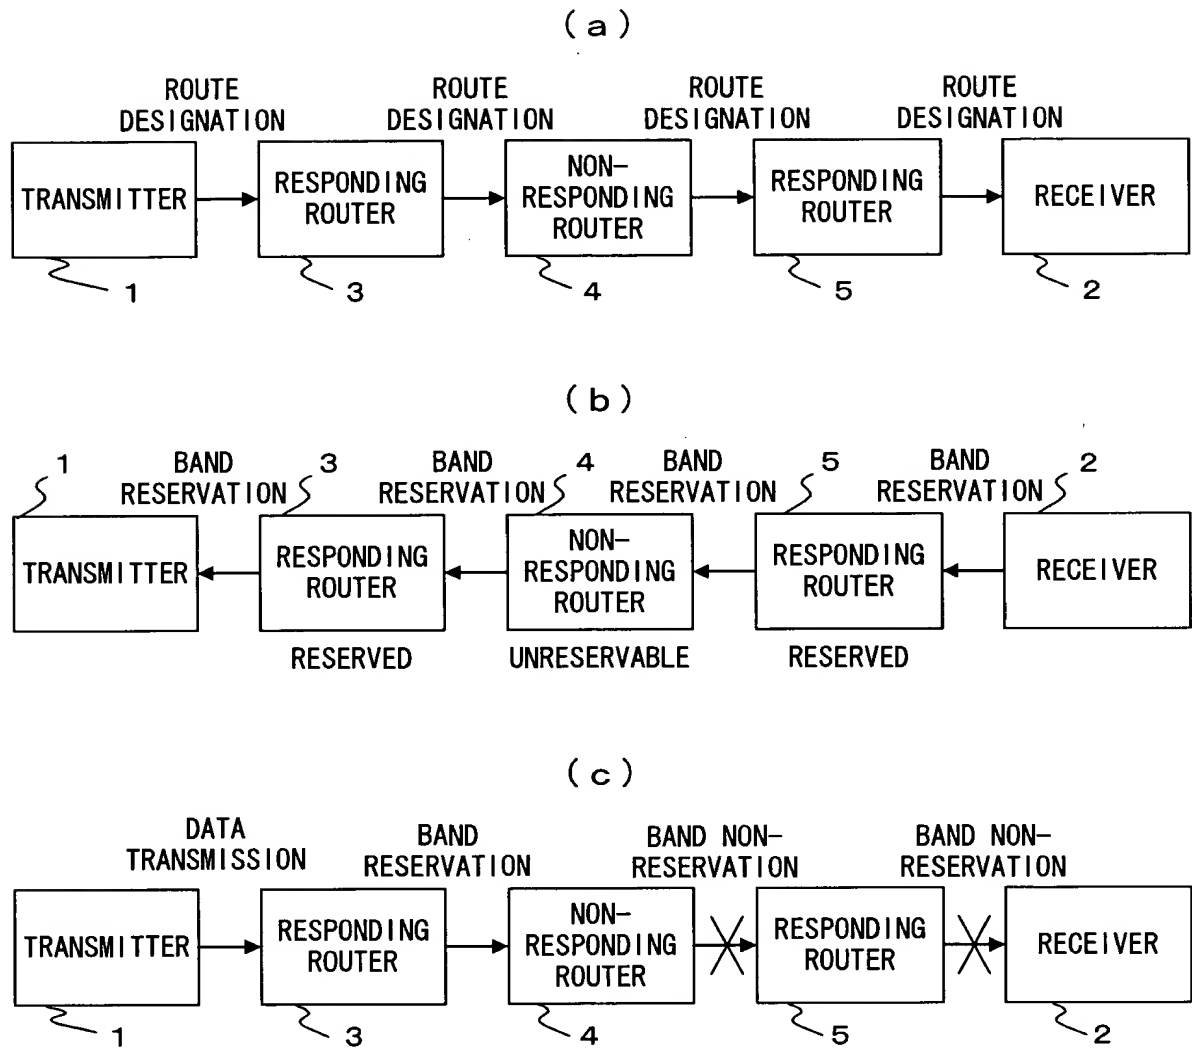 (a)
ROUTE DESIGNATION
ROUTE DESIGNATION
ROUTE DESIGNATION
ROUTE DESIGNATION
TRANSMITTER
RESPONDING ROUTER
NON-RESPONDING ROUTER
RESPONDING ROUTER
RECEIVER
1
3
4
5
2
(b)
1
BAND RESERVATION
3
BAND RESERVATION
4
BAND RESERVATION
5
BAND RESERVATION
2
TRANSMITTER
RESPONDING ROUTER
NON-RESPONDING ROUTER
RESPONDING ROUTER
RECEIVER
RESERVED
UNRESERVABLE
RESERVED
(c)
DATA TRANSMISSION
BAND RESERVATION
BAND NON-RESERVATION
BAND NON-RESERVATION
TRANSMITTER
RESPONDING ROUTER
NON-RESPONDING ROUTER
RESPONDING ROUTER
RECEIVER
1
3
4
5
2